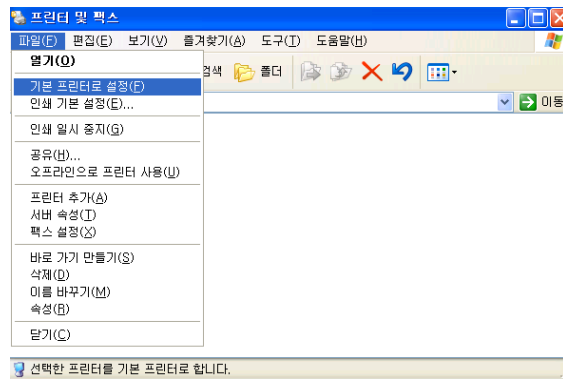 프린터 및 팩스
파일(F) 편집(E) 보기(V) 즐겨찾기(A) 도구(T) 도움말(H)
열기(O)
검색 폴더
기본 프린터로 설정(F)
인쇄 기본 설정(E)...
이동
인쇄 일시 중지(G)
공유(H)...
오프라인으로 프린터 사용(U)
프린터 추가(A)
서버 속성(T)
팩스 설정(X)
바로 가기 만들기(S)
삭제(D)
이름 바꾸기(M)
속성(R)
닫기(C)
선택한 프린터를 기본 프린터로 합니다.